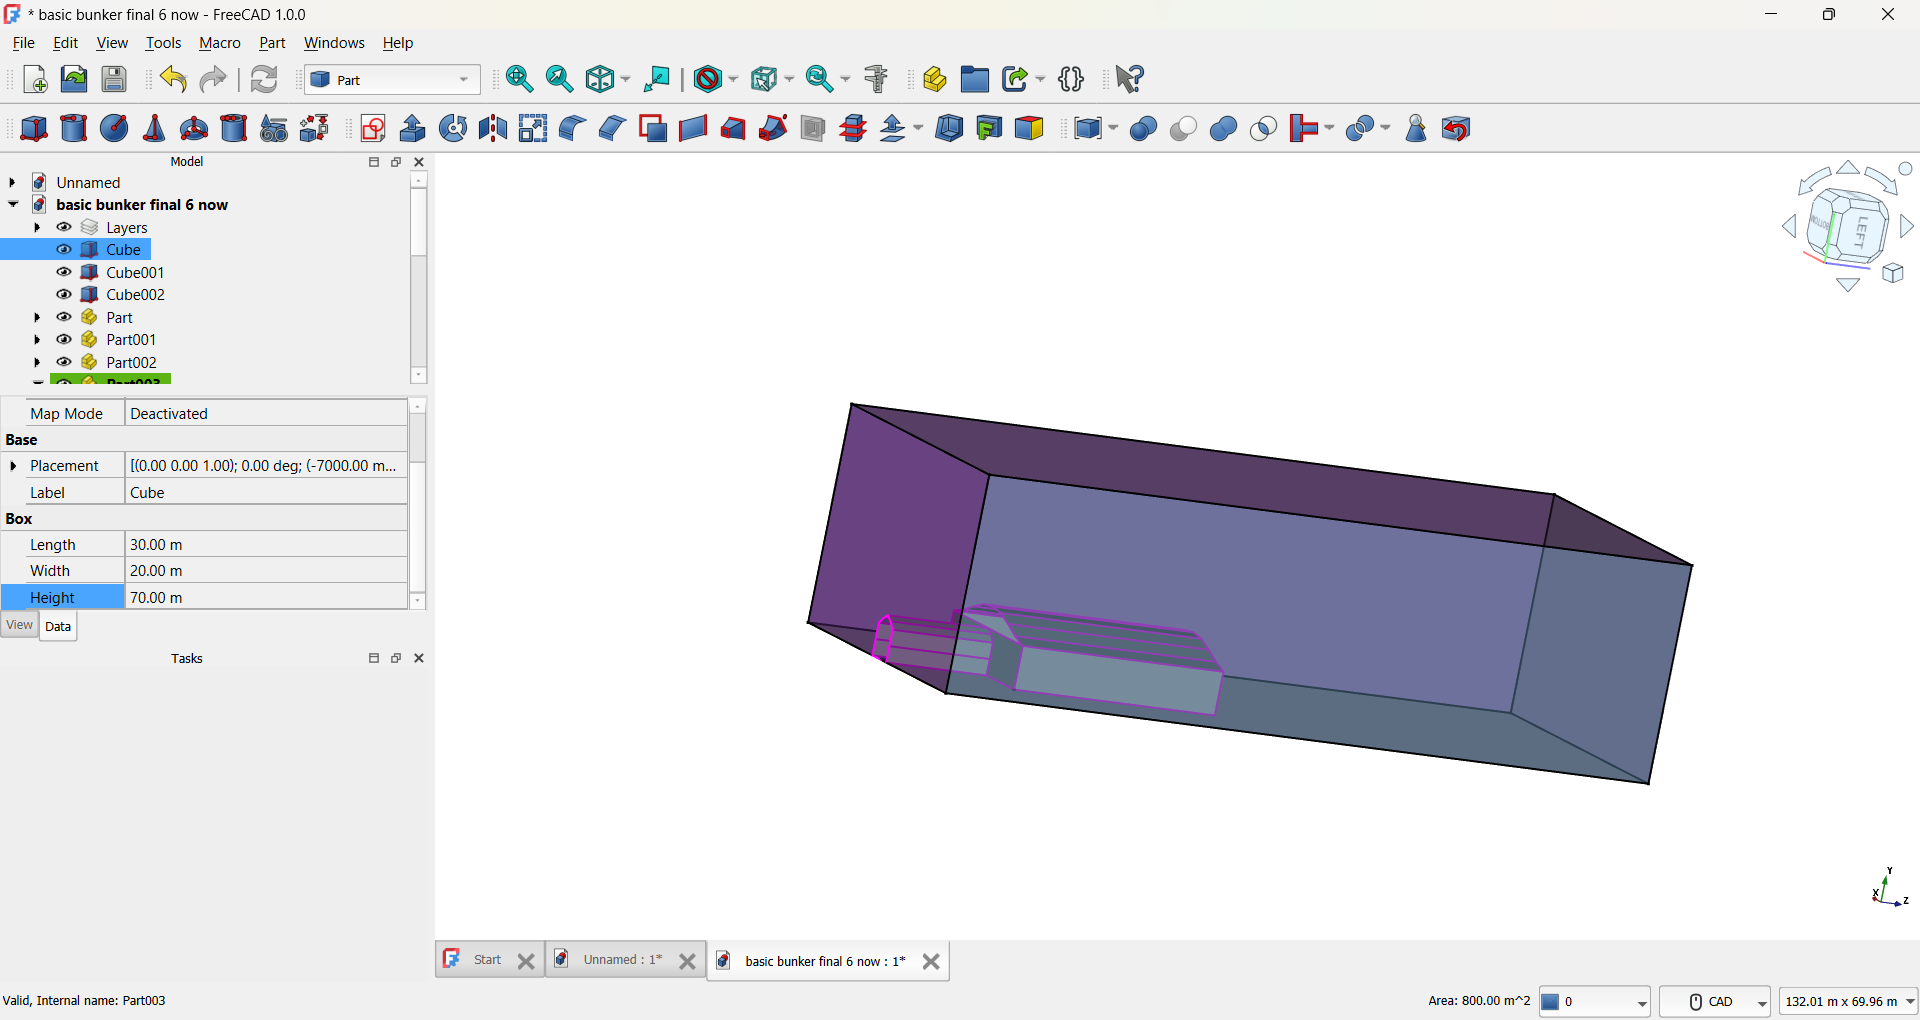 * basic bunker final 6 now - FreeCAD 1.0.0
File Edit View Tools Macro Part Windows Help
Part
Model
Unnamed
basic bunker final 6 now
Layers
Cube
Cube001
Cube002
Part
Part001
Part002
Part003
Map Mode Deactivated
Base
Placement [(0.00 0.00 1.00); 0.00 deg; (-7000.00 m...
Label Cube
Box
Length 30.00 m
Width 20.00 m
Height 70.00 m
View Data
Tasks
BOTTOM
LEFT
Y
X
Z
Start Unnamed : 1* basic bunker final 6 now : 1*
Valid, Internal name: Part003 Area: 800.00 m^2 0 CAD 132.01 m x 69.96 m